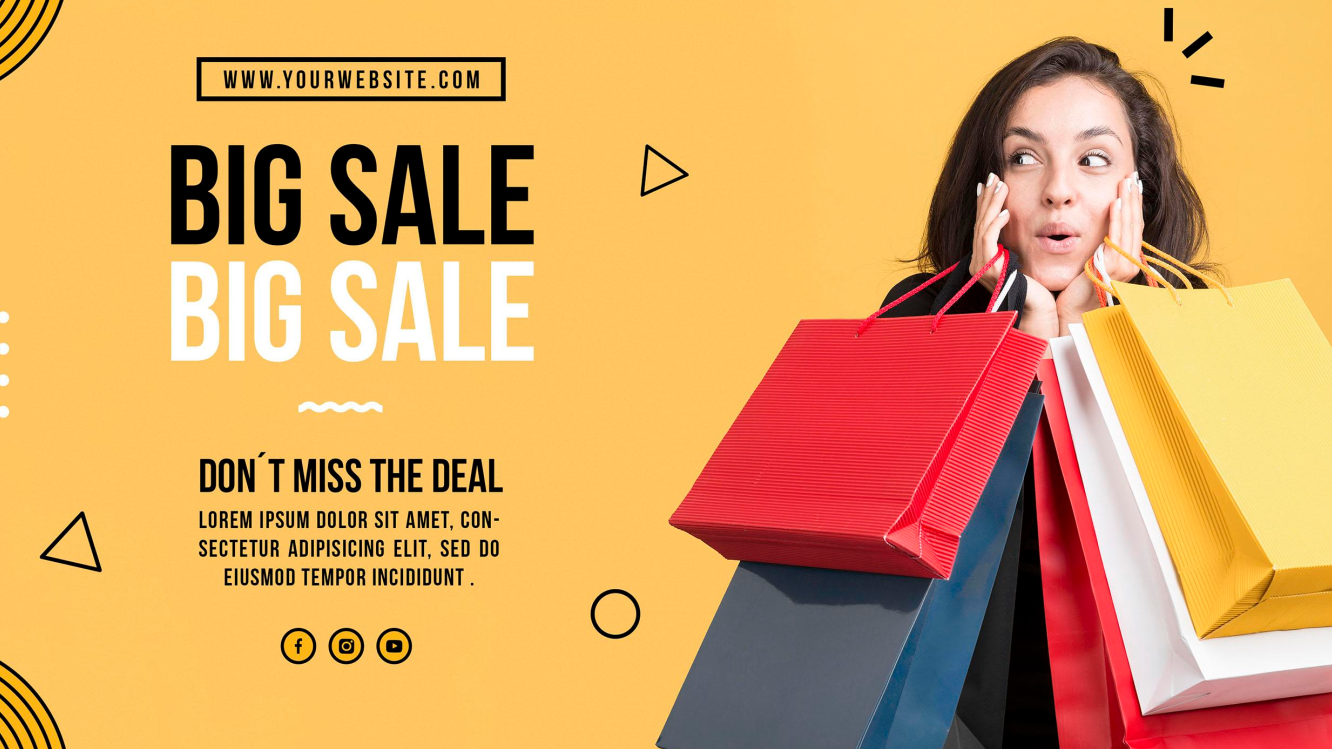 WWW.YOURWEBSITE.COM
BIG SALE
BIG SALE
DON´T MISS THE DEAL
LOREM IPSUM DOLOR SIT AMET, CON-
SECTETUR ADIPISICING ELIT, SED DO
EIUSMOD TEMPOR INCIDIDUNT .